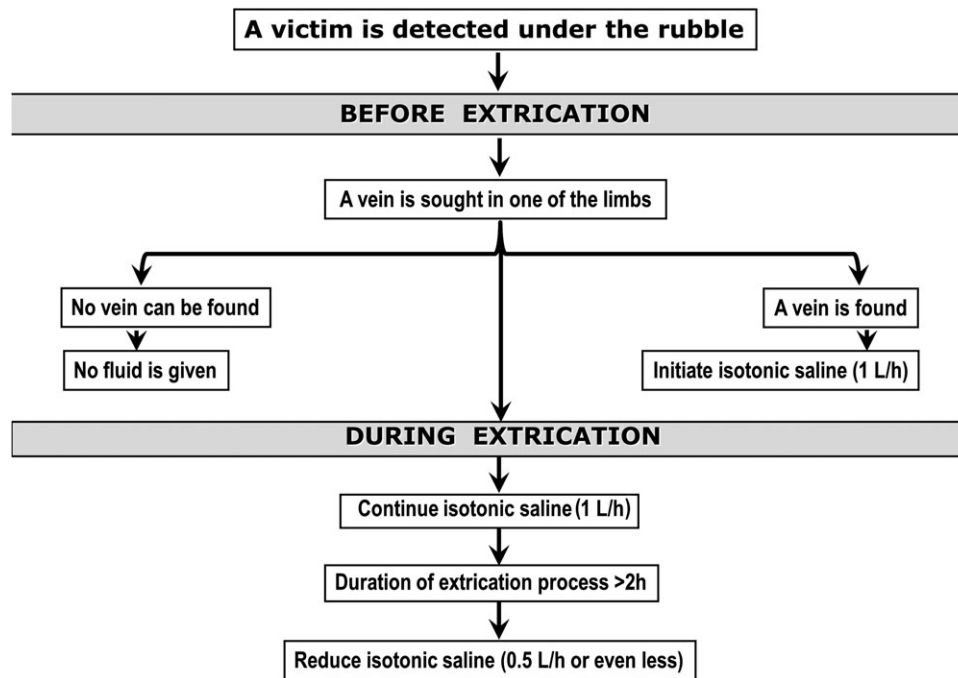 A victim is detected under the rubble
BEFORE EXTRICATION
A vein is sought in one of the limbs
No vein can be found
A vein is found
No fluid is given
Initiate isotonic saline (1 L/h)
DURING EXTRICATION
Continue isotonic saline (1 L/h)
Duration of extrication process >2h
Reduce isotonic saline (0.5 L/h or even less)